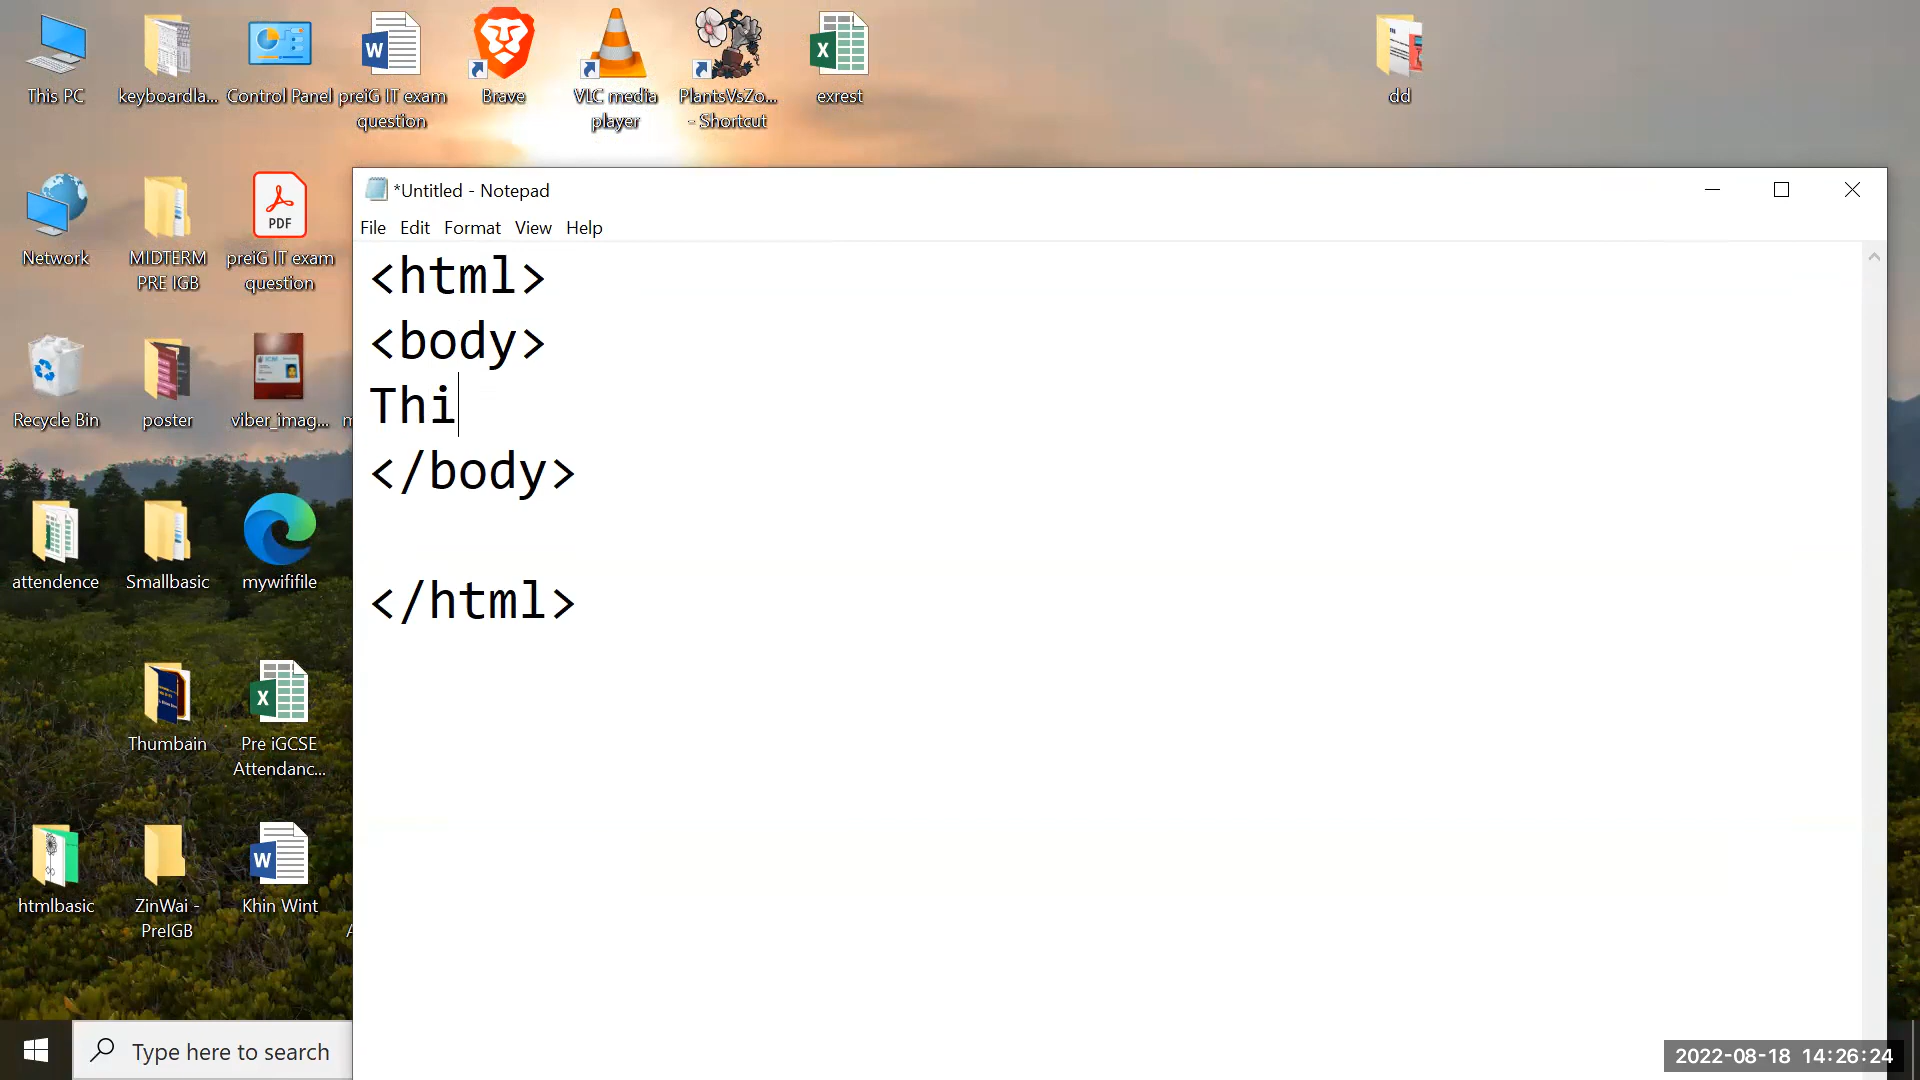 This PC
keyboardla...
Control Panel
preiG IT exam
question
Brave
VLC media
player
PlantsVsZo...
- Shortcut
exrest
dd
Network
MIDTERM
PRE IGB
PDF
preiG IT exam
question
Recycle Bin
poster
viber_imag...
attendence
Smallbasic
mywififile
Thumbain
Pre iGCSE
Attendanc...
htmlbasic
ZinWai -
PreIGB
Khin Wint
*Untitled - Notepad
File Edit Format View Help
<html>
<body>
Thi
</body>
</html>
Type here to search
2022-08-18 14:26:24